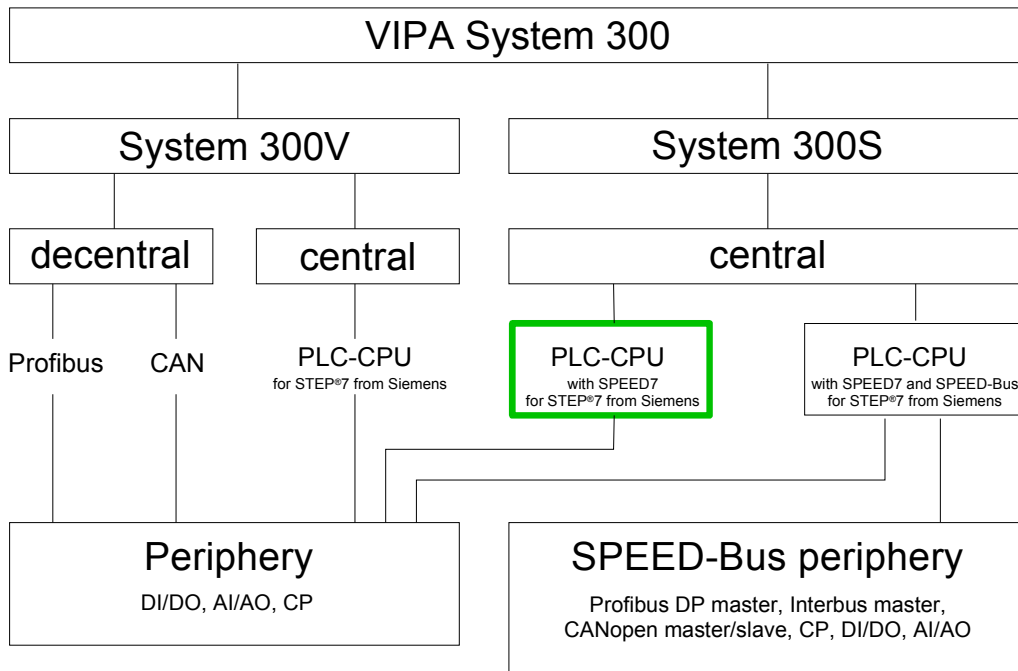 VIPA System 300
System 300V
System 300S
decentral
central
central
Profibus
CAN
PLC-CPU
for STEP®7 from Siemens
PLC-CPU
with SPEED7
for STEP®7 from Siemens
PLC-CPU
with SPEED7 and SPEED-Bus
for STEP®7 from Siemens
Periphery
DI/DO, AI/AO, CP
SPEED-Bus periphery
Profibus DP master, Interbus master,
CANopen master/slave, CP, DI/DO, AI/AO